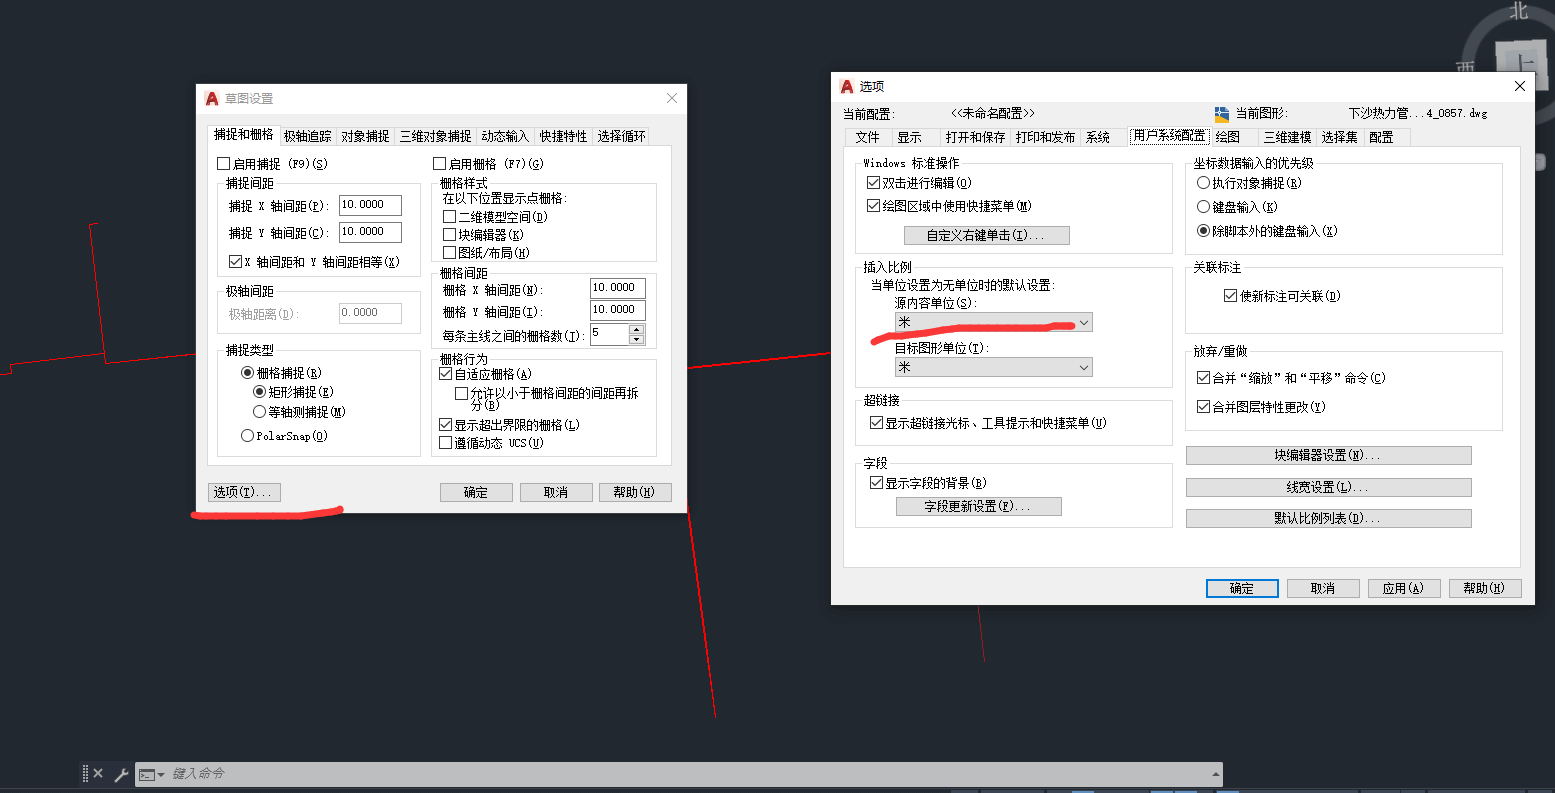 北
西
上
草图设置
捕捉和栅格 极轴追踪 对象捕捉 三维对象捕捉 动态输入 快捷特性 选择循环
启用捕捉 (F9)(S)
捕捉间距
捕捉 X 轴间距(P): 10.0000
捕捉 Y 轴间距(C): 10.0000
X 轴间距和 Y 轴间距相等(X)
极轴间距
极轴距离(D): 0.0000
捕捉类型
栅格捕捉(R)
矩形捕捉(E)
等轴测捕捉(M)
PolarSnap(O)
启用栅格 (F7)(G)
栅格样式
在以下位置显示点栅格:
二维模型空间(D)
块编辑器(K)
图纸/布局(H)
栅格间距
栅格 X 轴间距(N): 10.0000
栅格 Y 轴间距(I): 10.0000
每条主线之间的栅格数(J): 5
栅格行为
自适应栅格(A)
允许以小于栅格间距的间距再拆
分(B)
显示超出界限的栅格(L)
遵循动态 UCS(U)
选项(T)... 确定 取消 帮助(H)
选项
当前配置: <<未命名配置>> 当前图形: 下沙热力管...4_0857.dwg
文件 显示 打开和保存 打印和发布 系统 用户系统配置 绘图 三维建模 选择集 配置
Windows 标准操作
双击进行编辑(O)
绘图区域中使用快捷菜单(M)
自定义右键单击(I)...
插入比例
当单位设置为无单位时的默认设置:
源内容单位(S):
米
目标图形单位(T):
米
超链接
显示超链接光标、工具提示和快捷菜单(U)
字段
显示字段的背景(B)
字段更新设置(F)...
坐标数据输入的优先级
执行对象捕捉(R)
键盘输入(K)
除脚本外的键盘输入(X)
关联标注
使新标注可关联(D)
放弃/重做
合并“缩放”和“平移”命令(C)
合并图层特性更改(Y)
块编辑器设置(N)...
线宽设置(L)...
默认比例列表(D)...
确定 取消 应用(A) 帮助(H)
键入命令